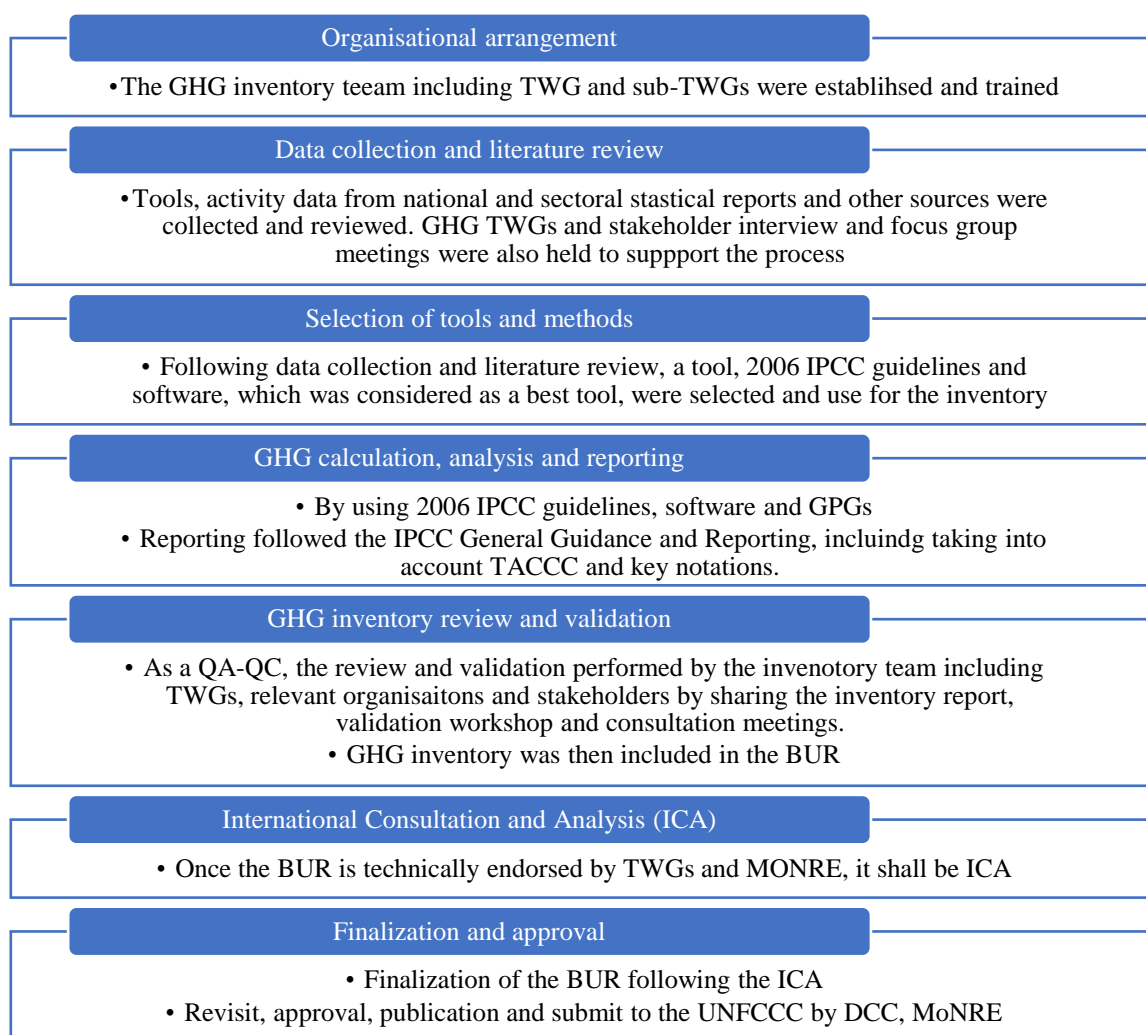 Organisational arrangement
•The GHG inventory teeam including TWG and sub-TWGs were establihsed and trained
Data collection and literature review
•Tools, activity data from national and sectoral stastical reports and other sources were
collected and reviewed. GHG TWGs and stakeholder interview and focus group
meetings were also held to suppport the process
Selection of tools and methods
• Following data collection and literature review, a tool, 2006 IPCC guidelines and
software, which was considered as a best tool, were selected and use for the inventory
GHG calculation, analysis and reporting
• By using 2006 IPCC guidelines, software and GPGs
• Reporting followed the IPCC General Guidance and Reporting, incluindg taking into
account TACCC and key notations.
GHG inventory review and validation
• As a QA-QC, the review and validation performed by the invenotory team including
TWGs, relevant organisaitons and stakeholders by sharing the inventory report,
validation workshop and consultation meetings.
• GHG inventory was then included in the BUR
International Consultation and Analysis (ICA)
• Once the BUR is technically endorsed by TWGs and MONRE, it shall be ICA
Finalization and approval
• Finalization of the BUR following the ICA
• Revisit, approval, publication and submit to the UNFCCC by DCC, MoNRE